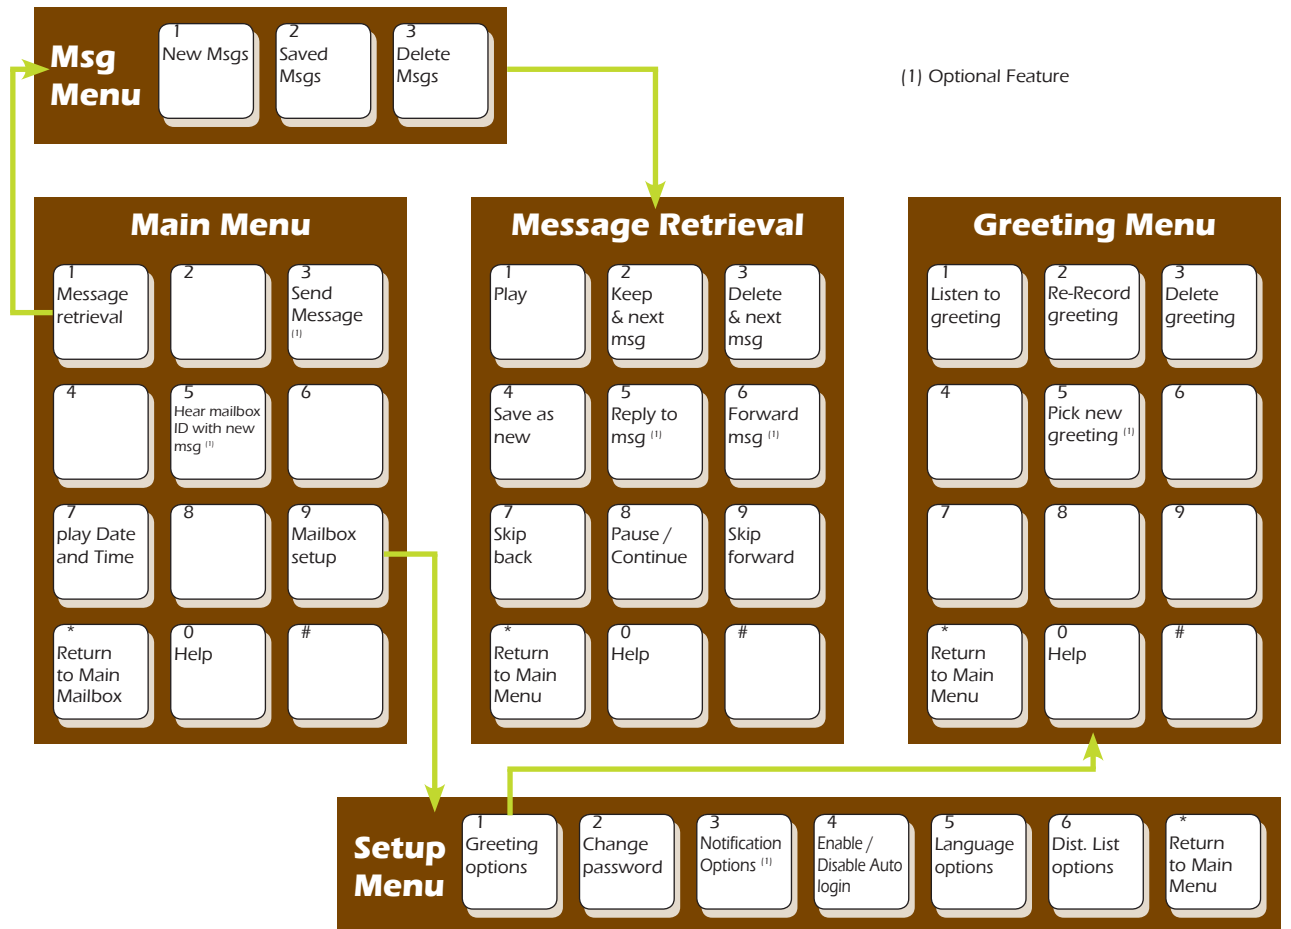 Msg
Menu
1
New Msgs
2
Saved
Msgs
3
Delete
Msgs
(1) Optional Feature
Main Menu
1
Message
retrieval
2
3
Send
Message
(1)
4
5
Hear mailbox
ID with new
msg (1)
6
7
play Date
and Time
8
9
Mailbox
setup
*
Return
to Main
Mailbox
0
Help
#
Message Retrieval
1
Play
2
Keep
& next
msg
3
Delete
& next
msg
4
Save as
new
5
Reply to
msg (1)
6
Forward
msg (1)
7
Skip
back
8
Pause /
Continue
9
Skip
forward
*
Return
to Main
Menu
0
Help
#
Greeting Menu
1
Listen to
greeting
2
Re-Record
greeting
3
Delete
greeting
4
5
Pick new
greeting (1)
6
7
8
9
*
Return
to Main
Menu
0
Help
#
Setup
Menu
1
Greeting
options
2
Change
password
3
Notification
Options (1)
4
Enable /
Disable Auto
login
5
Language
options
6
Dist. List
options
*
Return
to Main
Menu